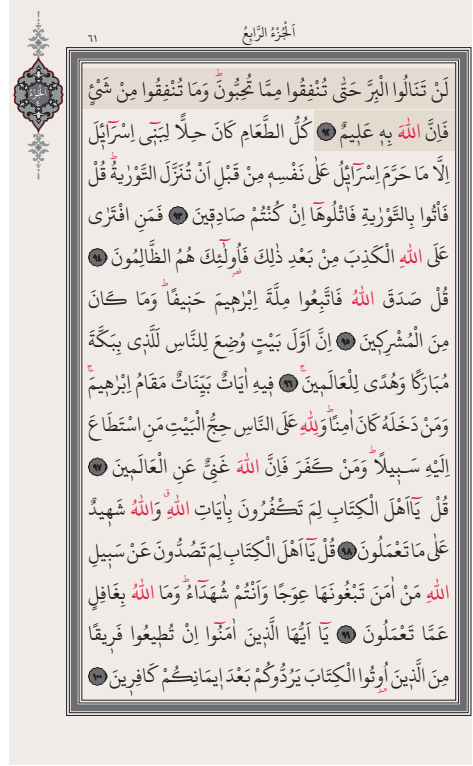 اَلْجُزْءُ الرَّابِعُ
٦١
لَنْ تَنَالُوا الْبِرَّ حَتّٰى تُنْفِقُوا مِمَّا تُحِبُّونَۜ وَمَا تُنْفِقُوا مِنْ شَيْءٍ
فَاِنَّ اللّٰهَ بِه۪ عَل۪يمٌ ﴿٩٢﴾ كُلُّ الطَّعَامِ كَانَ حِلًّا لِبَن۪ٓي اِسْرَٓائ۪لَ
اِلَّا مَا حَرَّمَ اِسْرَٓائ۪لُ عَلٰى نَفْسِه۪ مِنْ قَبْلِ اَنْ تُنَزَّلَ التَّوْرٰيةُۜ قُلْ
فَأْتُوا بِالتَّوْرٰيةِ فَاتْلُوهَٓا اِنْ كُنْتُمْ صَادِق۪ينَ ﴿٩٣﴾ فَمَنِ افْتَرٰى
عَلَى اللّٰهِ الْكَذِبَ مِنْ بَعْدِ ذٰلِكَ فَاُو۬لٰٓئِكَ هُمُ الظَّالِمُونَ ﴿٩٤﴾
قُلْ صَدَقَ اللّٰهُ فَاتَّبِعُوا مِلَّةَ اِبْرٰه۪يمَ حَن۪يفًاۜ وَمَا كَانَ
مِنَ الْمُشْرِك۪ينَ ﴿٩٥﴾ اِنَّ اَوَّلَ بَيْتٍ وُضِعَ لِلنَّاسِ لَلَّذ۪ي بِبَكَّةَ
مُبَارَكًا وَهُدًى لِلْعَالَم۪ينَۚ ﴿٩٦﴾ ف۪يهِ اٰيَاتٌ بَيِّنَاتٌ مَقَامُ اِبْرٰه۪يمَۚ
وَمَنْ دَخَلَهُ كَانَ اٰمِنًاۜ وَلِلّٰهِ عَلَى النَّاسِ حِجُّ الْبَيْتِ مَنِ اسْتَطَاعَ
اِلَيْهِ سَب۪يلًاۜ وَمَنْ كَفَرَ فَاِنَّ اللّٰهَ غَنِيٌّ عَنِ الْعَالَم۪ينَ ﴿٩٧﴾
قُلْ يَٓا اَهْلَ الْكِتَابِ لِمَ تَكْفُرُونَ بِاٰيَاتِ اللّٰهِۗ وَاللّٰهُ شَه۪يدٌ
عَلٰى مَا تَعْمَلُونَ ﴿٩٨﴾ قُلْ يَٓا اَهْلَ الْكِتَابِ لِمَ تَصُدُّونَ عَنْ سَب۪يلِ
اللّٰهِ مَنْ اٰمَنَ تَبْغُونَهَا عِوَجًا وَاَنْتُمْ شُهَدَٓاءُۜ وَمَا اللّٰهُ بِغَافِلٍ
عَمَّا تَعْمَلُونَ ﴿٩٩﴾ يَٓا اَيُّهَا الَّذ۪ينَ اٰمَنُٓوا اِنْ تُط۪يعُوا فَر۪يقًا
مِنَ الَّذ۪ينَ اُو۫تُوا الْكِتَابَ يَرُدُّوكُمْ بَعْدَ ا۪يمَانِكُمْ كَافِر۪ينَ ﴿١٠٠﴾